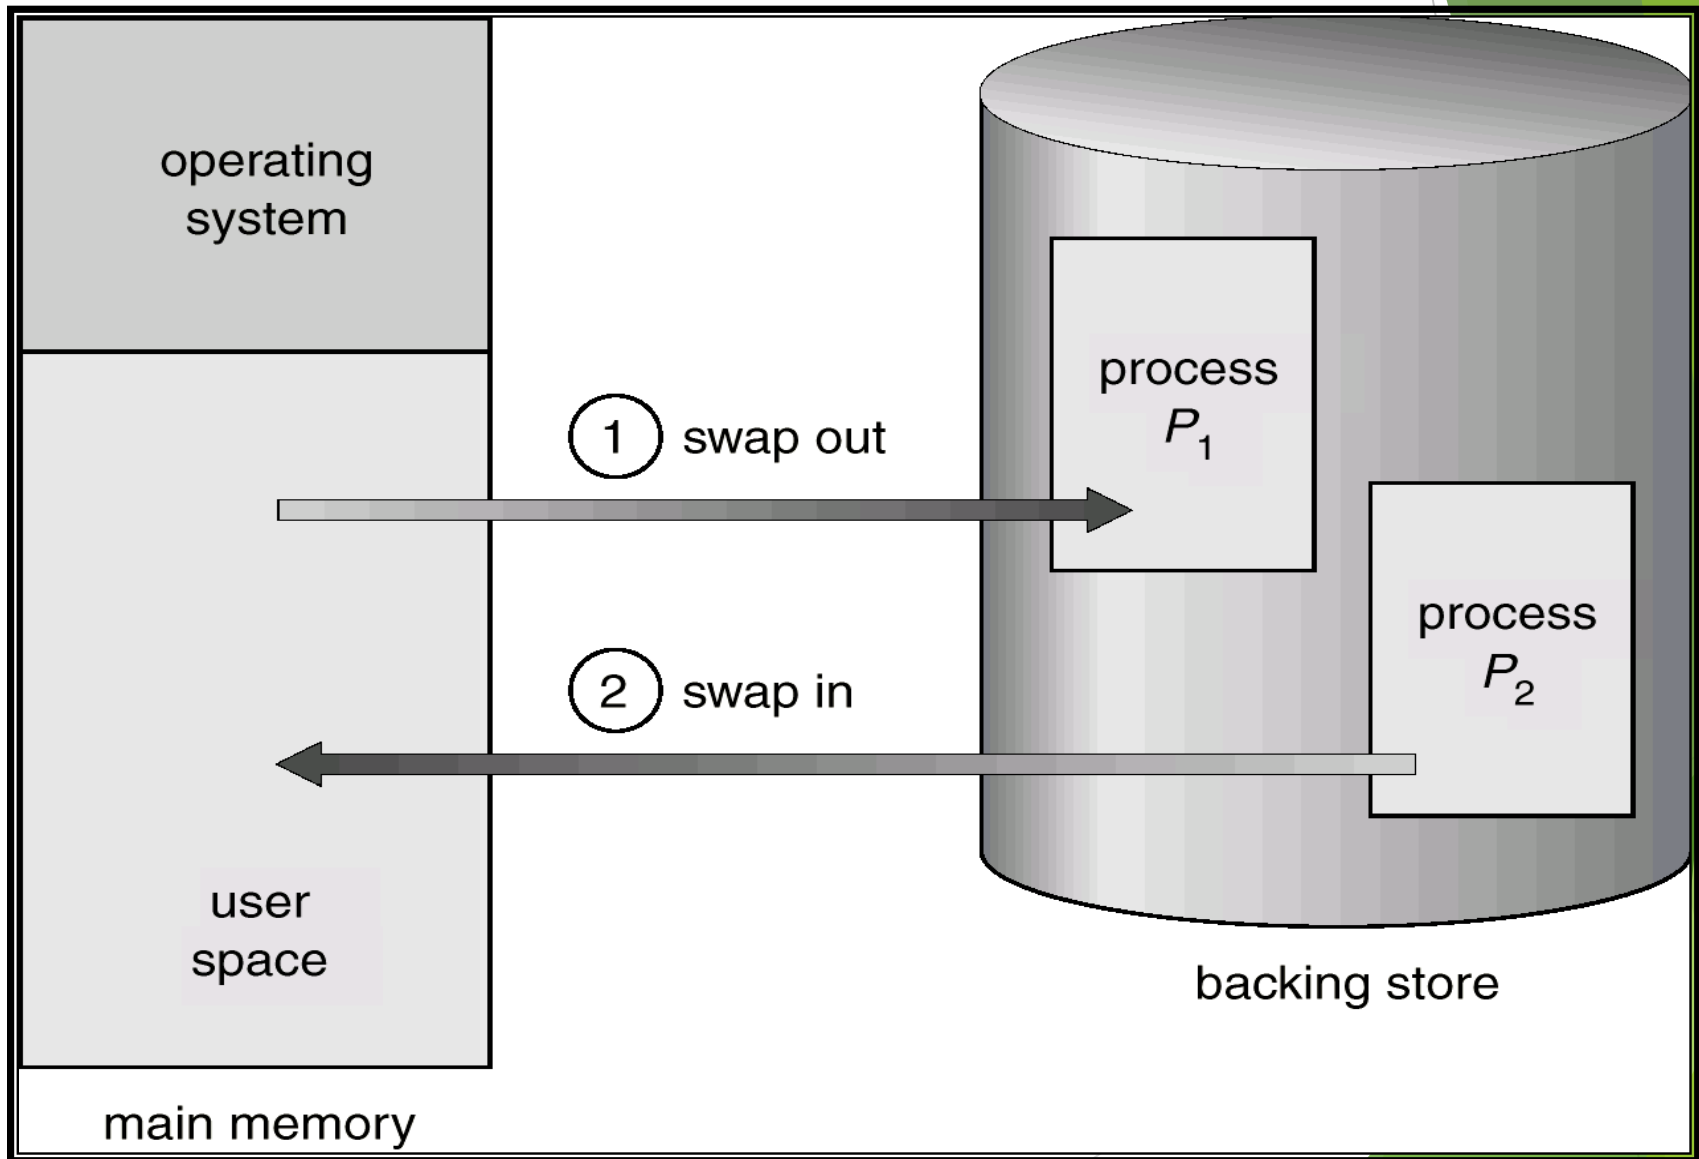 operating
system
1 swap out
process
P1
2 swap in
process
P2
user
space
backing store
main memory